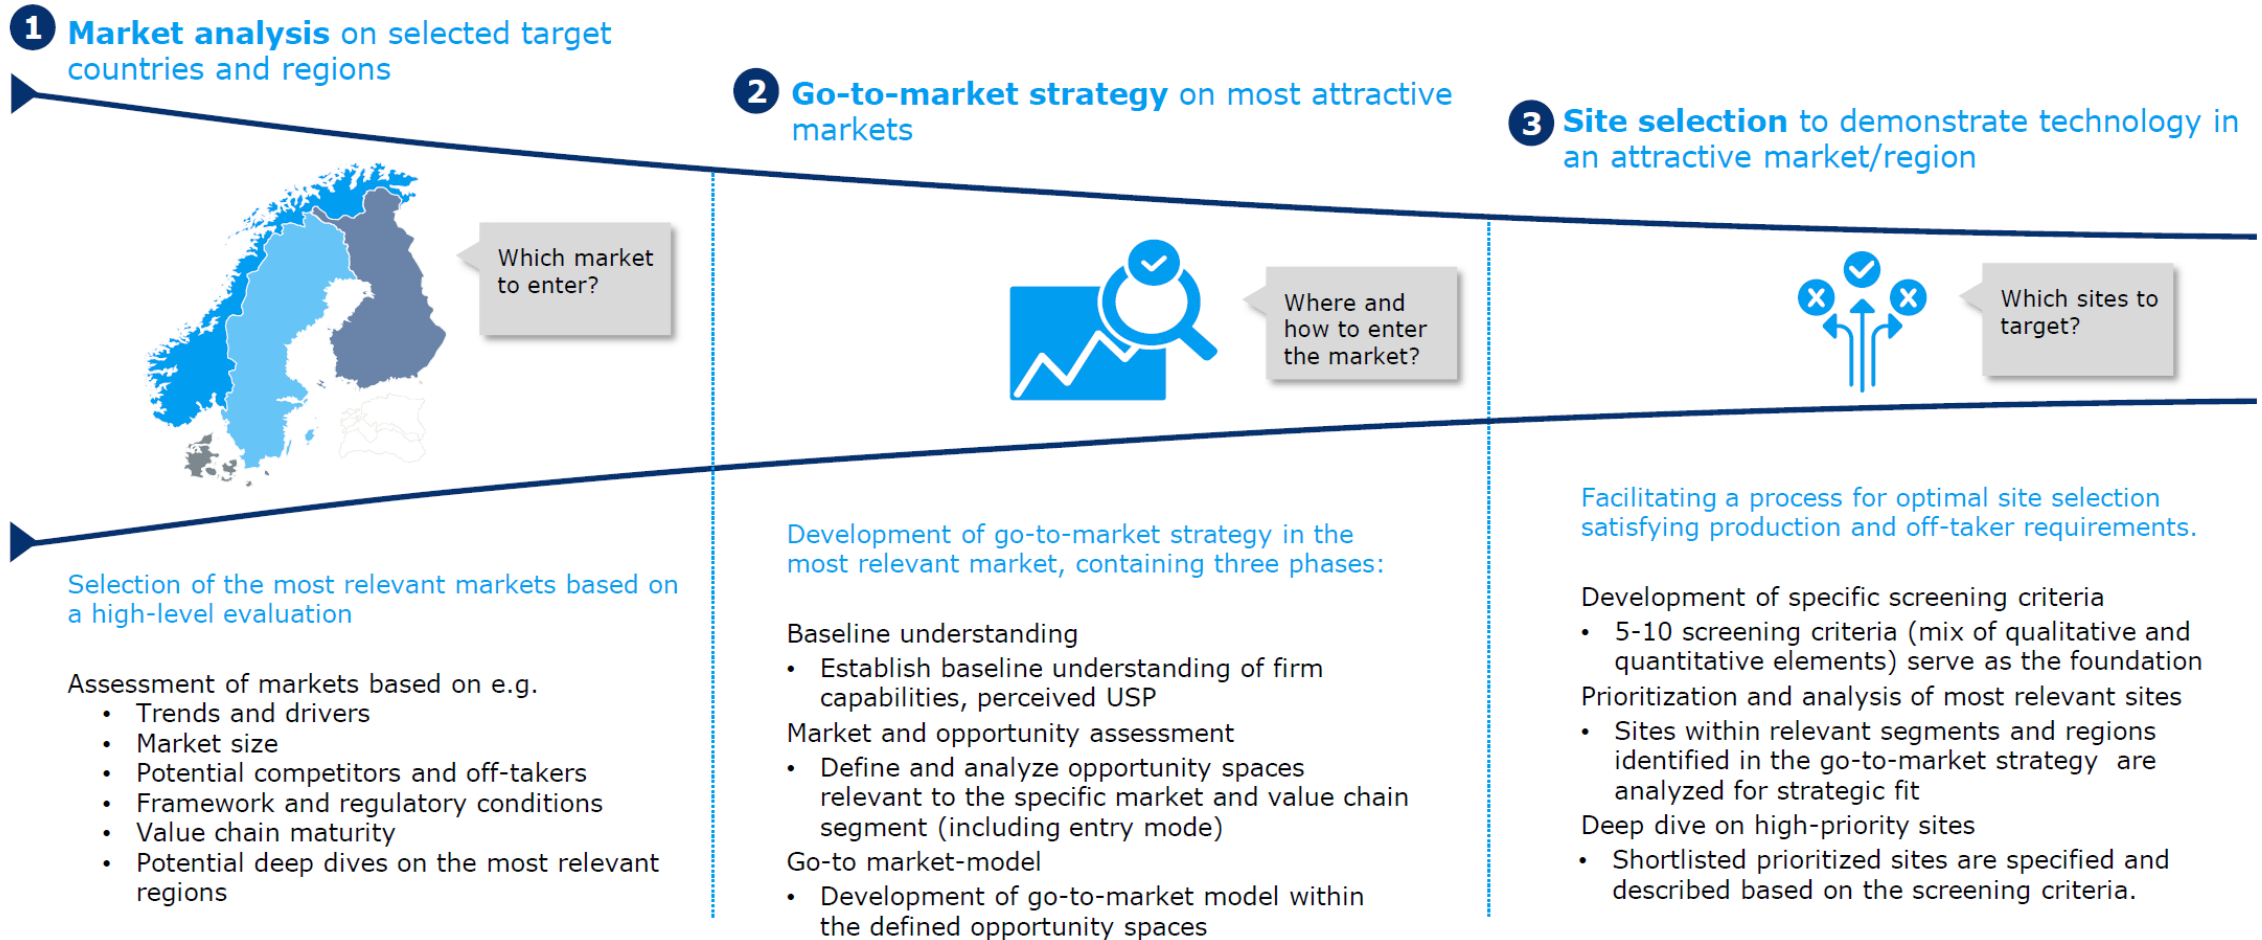 1
Market analysis on selected target
countries and regions
Which market
to enter?
Selection of the most relevant markets based on
a high-level evaluation
Assessment of markets based on e.g.
• Trends and drivers
• Market size
• Potential competitors and off-takers
• Framework and regulatory conditions
• Value chain maturity
• Potential deep dives on the most relevant
regions
2
Go-to-market strategy on most attractive
markets
Where and
how to enter
the market?
Development of go-to-market strategy in the
most relevant market, containing three phases:
Baseline understanding
• Establish baseline understanding of firm
capabilities, perceived USP
Market and opportunity assessment
• Define and analyze opportunity spaces
relevant to the specific market and value chain
segment (including entry mode)
Go-to market-model
• Development of go-to-market model within
the defined opportunity spaces
3
Site selection to demonstrate technology in
an attractive market/region
Which sites to
target?
Facilitating a process for optimal site selection
satisfying production and off-taker requirements.
Development of specific screening criteria
• 5-10 screening criteria (mix of qualitative and
quantitative elements) serve as the foundation
Prioritization and analysis of most relevant sites
• Sites within relevant segments and regions
identified in the go-to-market strategy are
analyzed for strategic fit
Deep dive on high-priority sites
• Shortlisted prioritized sites are specified and
described based on the screening criteria.